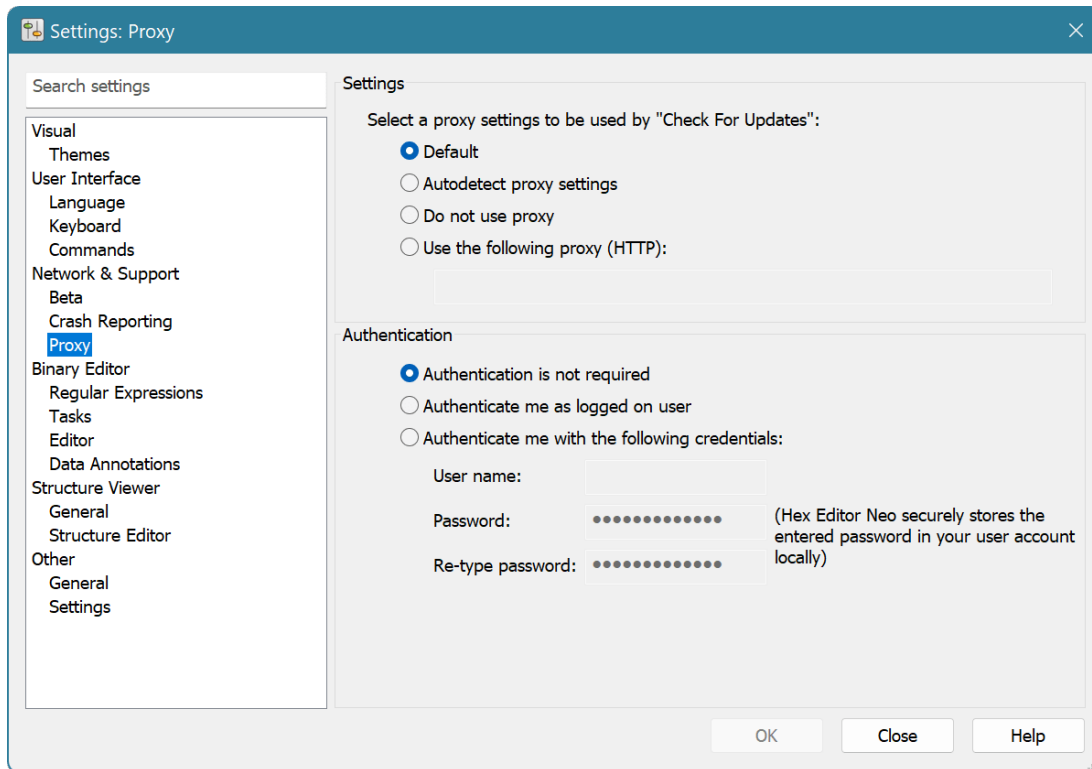 Settings: Proxy
Search settings
Visual
Themes
User Interface
Language
Keyboard
Commands
Network & Support
Beta
Crash Reporting
Proxy
Binary Editor
Regular Expressions
Tasks
Editor
Data Annotations
Structure Viewer
General
Structure Editor
Other
General
Settings
Settings
Select a proxy settings to be used by "Check For Updates":
Default
Autodetect proxy settings
Do not use proxy
Use the following proxy (HTTP):
Authentication
Authentication is not required
Authenticate me as logged on user
Authenticate me with the following credentials:
User name:
Password: ●●●●●●●●●●●●●
(Hex Editor Neo securely stores the
entered password in your user account
locally)
Re-type password: ●●●●●●●●●●●●●
OK
Close
Help